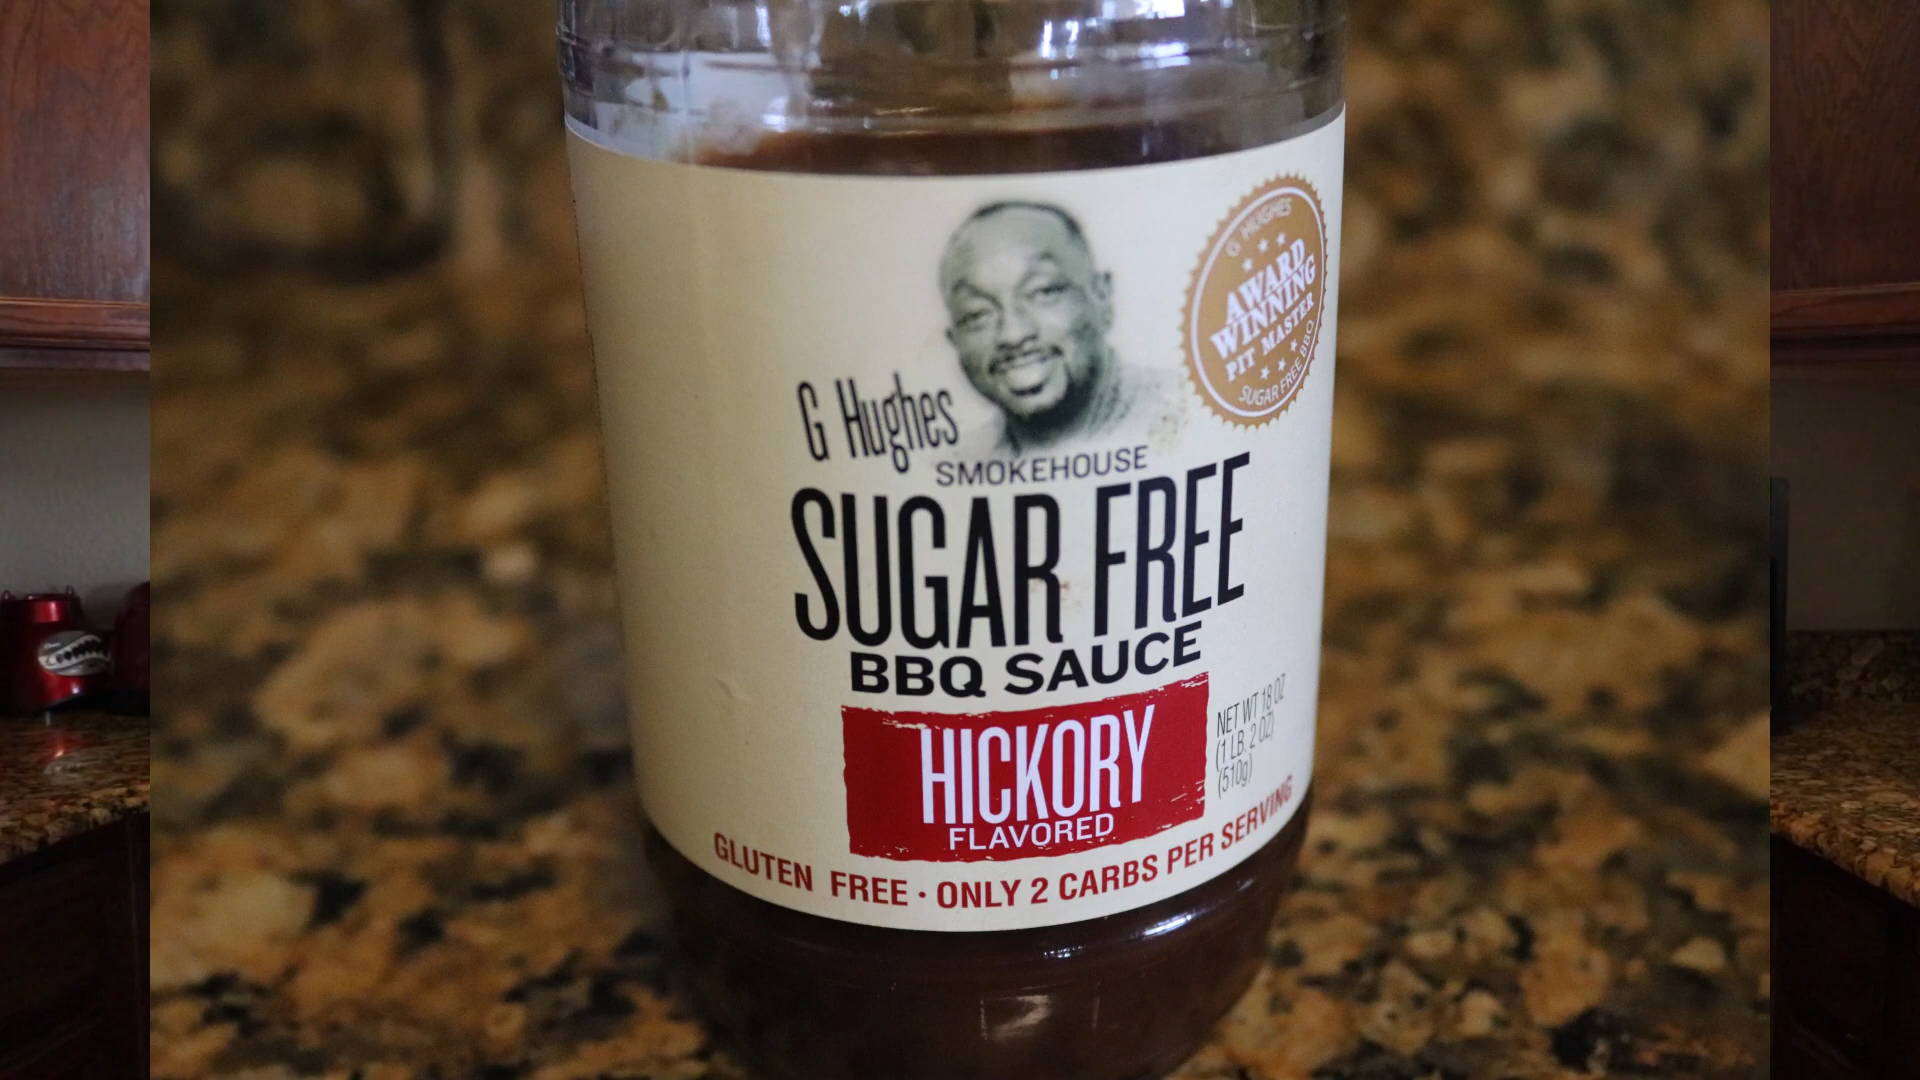 G HUGHES
AWARD
WINNING
PIT MASTER
SUGAR FREE BBQ
G Hughes
SMOKEHOUSE
SUGAR FREE
BBQ SAUCE
HICKORY
FLAVORED
NET WT 18 OZ
(1 LB. 2 OZ)
(510g)
GLUTEN FREE · ONLY 2 CARBS PER SERVING